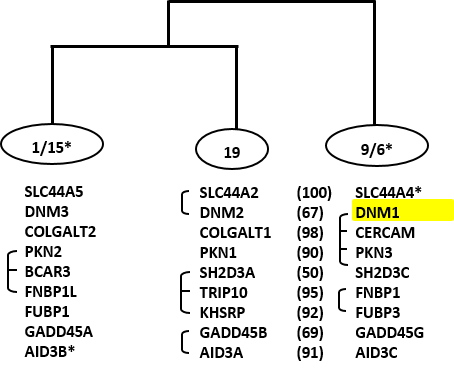 1/15* 19 9/6*
SLC44A5 SLC44A2 (100) SLC44A4*
DNM3 DNM2 (67) DNM1
COLGALT2 COLGALT1 (98) CERCAM
PKN2 PKN1 (90) PKN3
BCAR3 SH2D3A (50) SH2D3C
FNBP1L TRIP10 (95) FNBP1
FUBP1 KHSRP (92) FUBP3
GADD45A GADD45B (69) GADD45G
AID3B* AID3A (91) AID3C